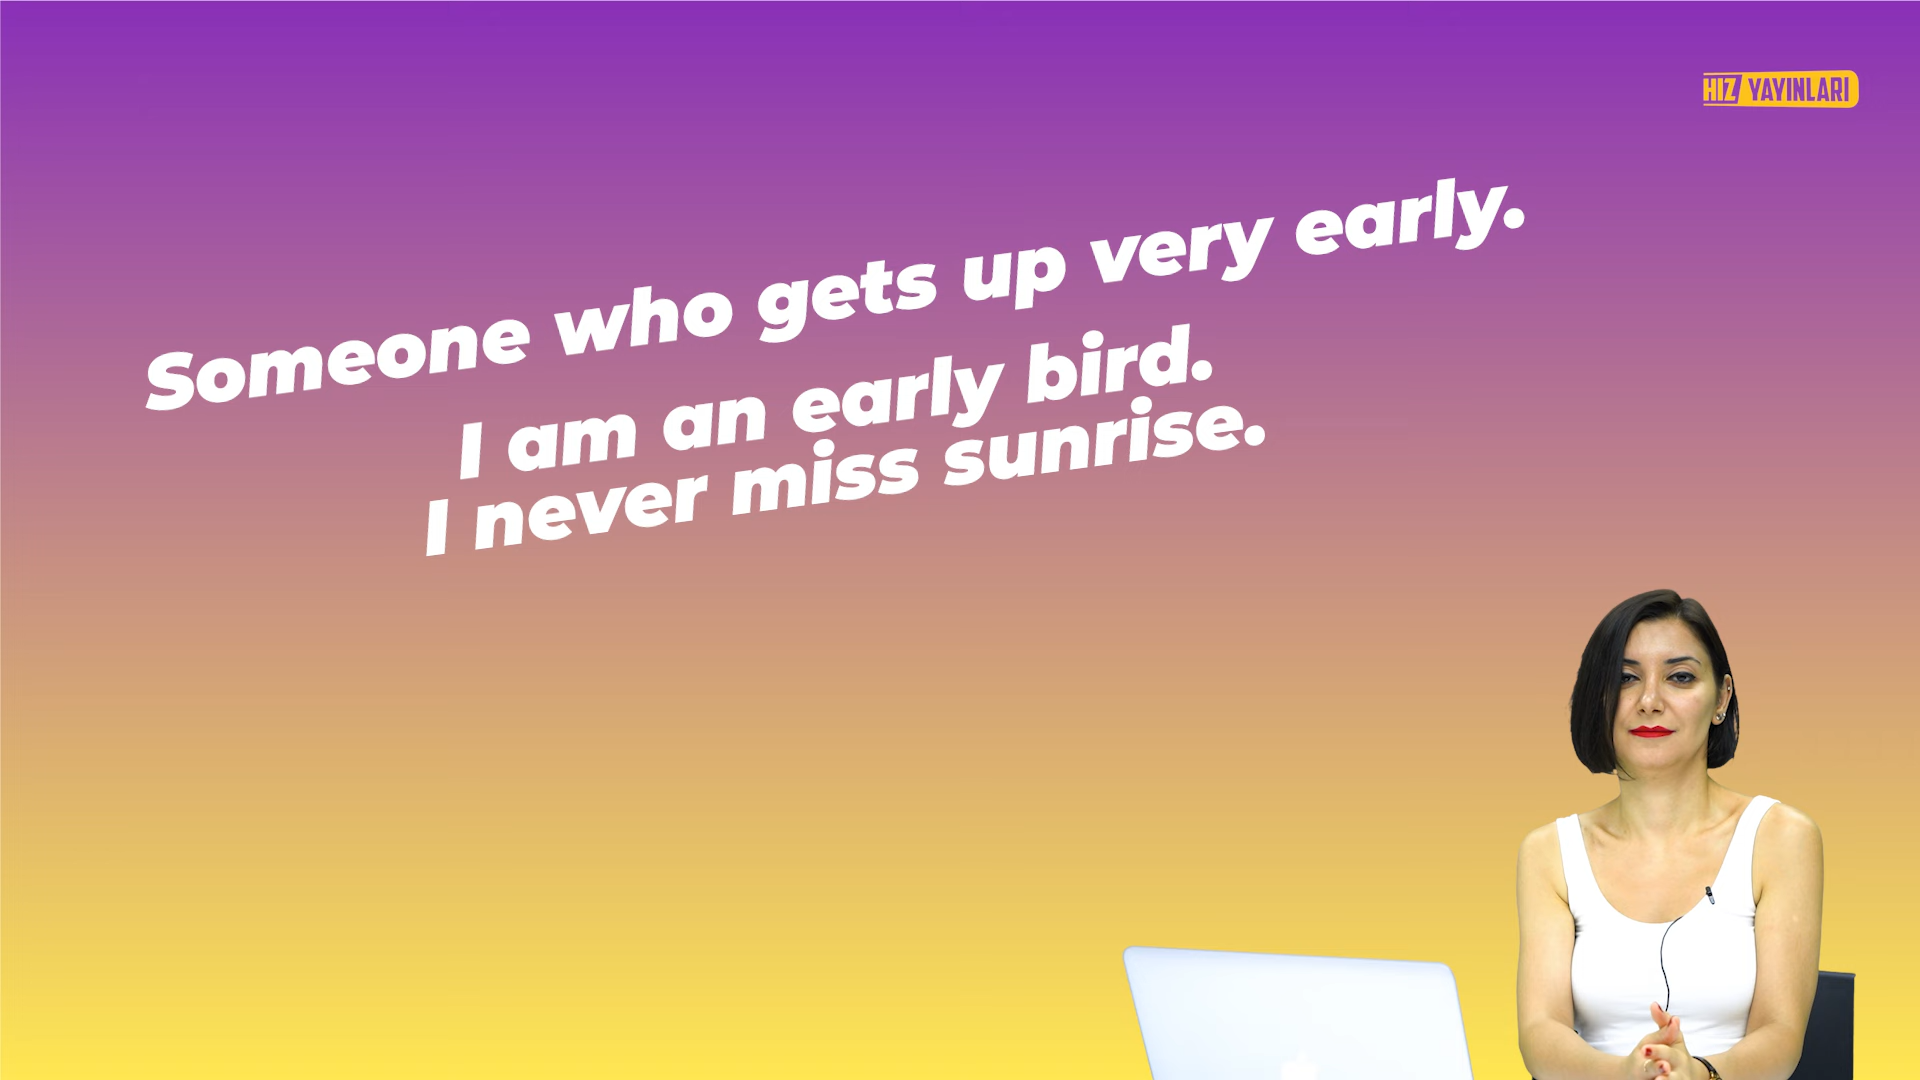 HIZ YAYINLARI
Someone who gets up very early.
I am an early bird.
I never miss sunrise.